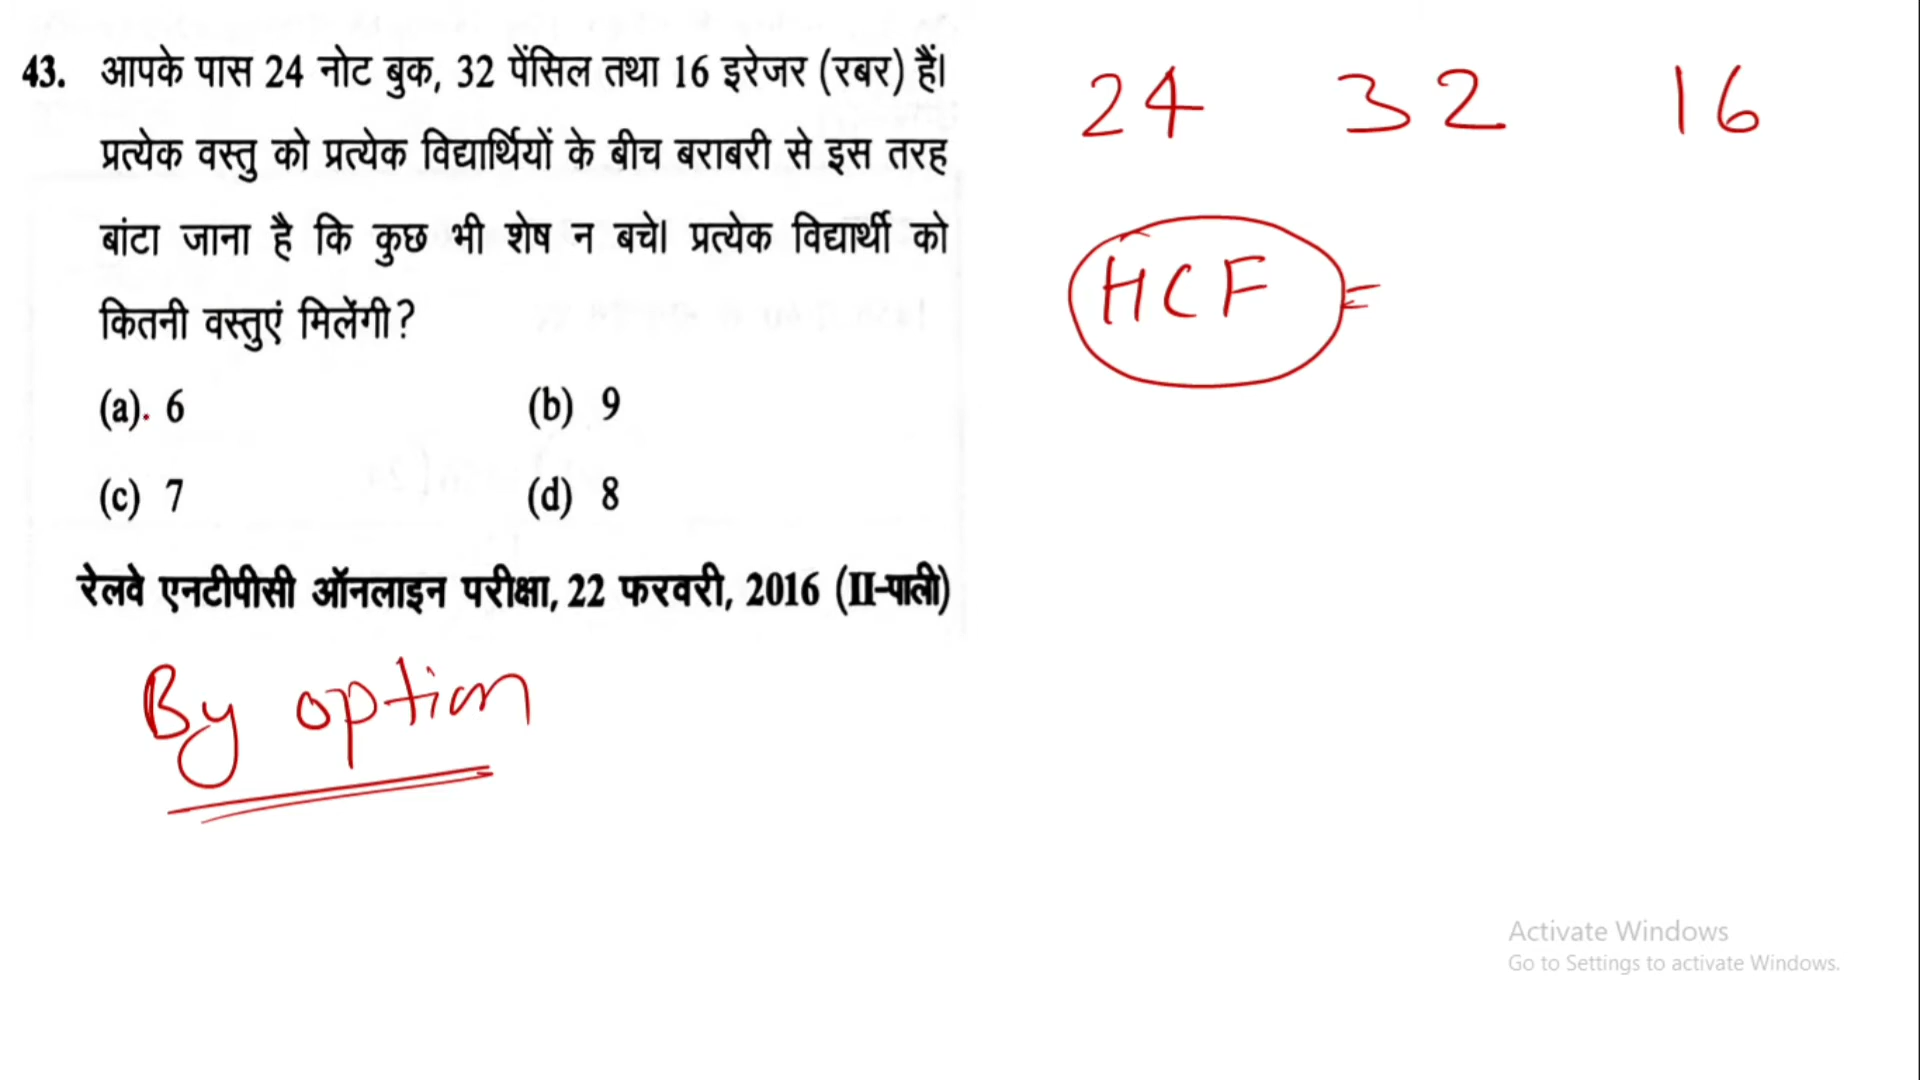 43. आपके पास 24 नोट बुक, 32 पेंसिल तथा 16 इरेजर (रबर) हैं।
प्रत्येक वस्तु को प्रत्येक विद्यार्थियों के बीच बराबरी से इस तरह
बांटा जाना है कि कुछ भी शेष न बचे। प्रत्येक विद्यार्थी को
कितनी वस्तुएं मिलेंगी?
(a) 6 (b) 9
(c) 7 (d) 8
रेलवे एनटीपीसी ऑनलाइन परीक्षा, 22 फरवरी, 2016 (II-पाली)
By option
24 32 16
HCF =
Activate Windows
Go to Settings to activate Windows.